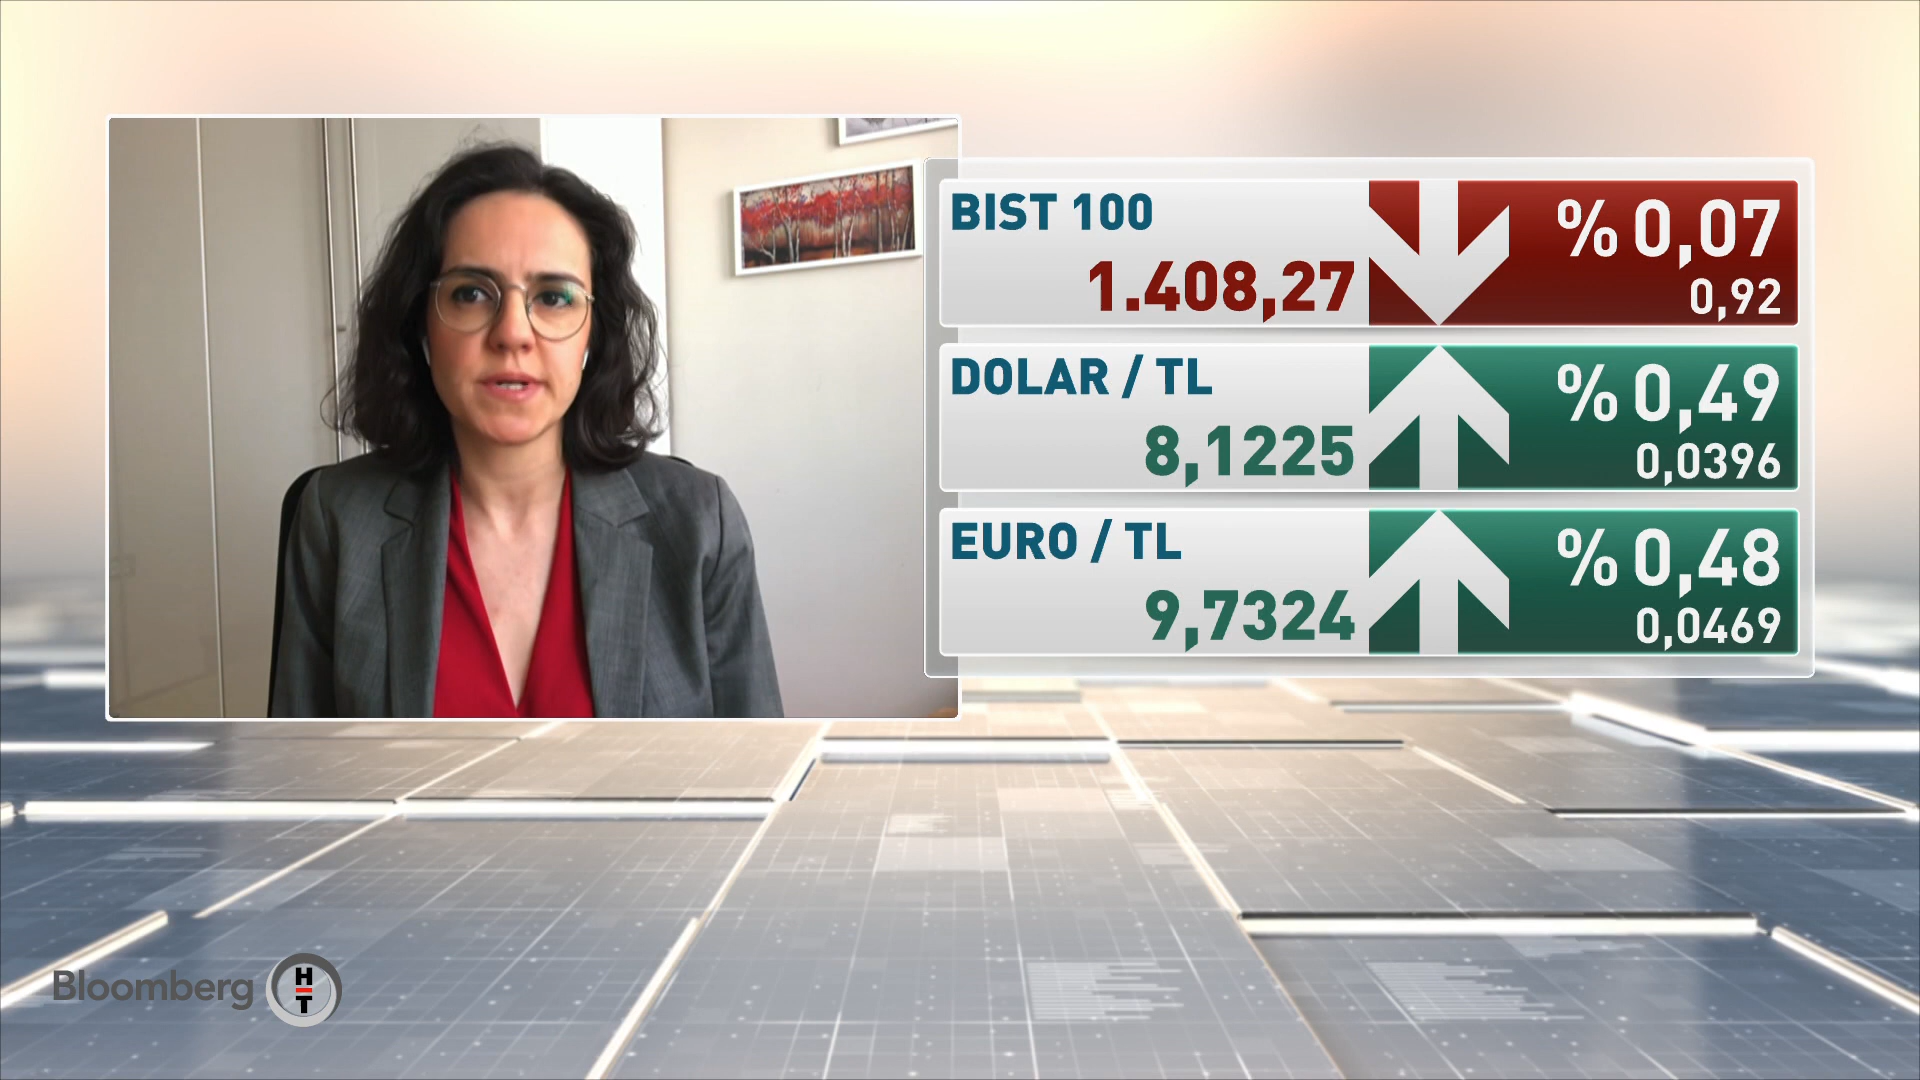 BIST 100
1.408,27
% 0,07
0,92
DOLAR / TL
8,1225
% 0,49
0,0396
EURO / TL
9,7324
% 0,48
0,0469
Bloomberg HT